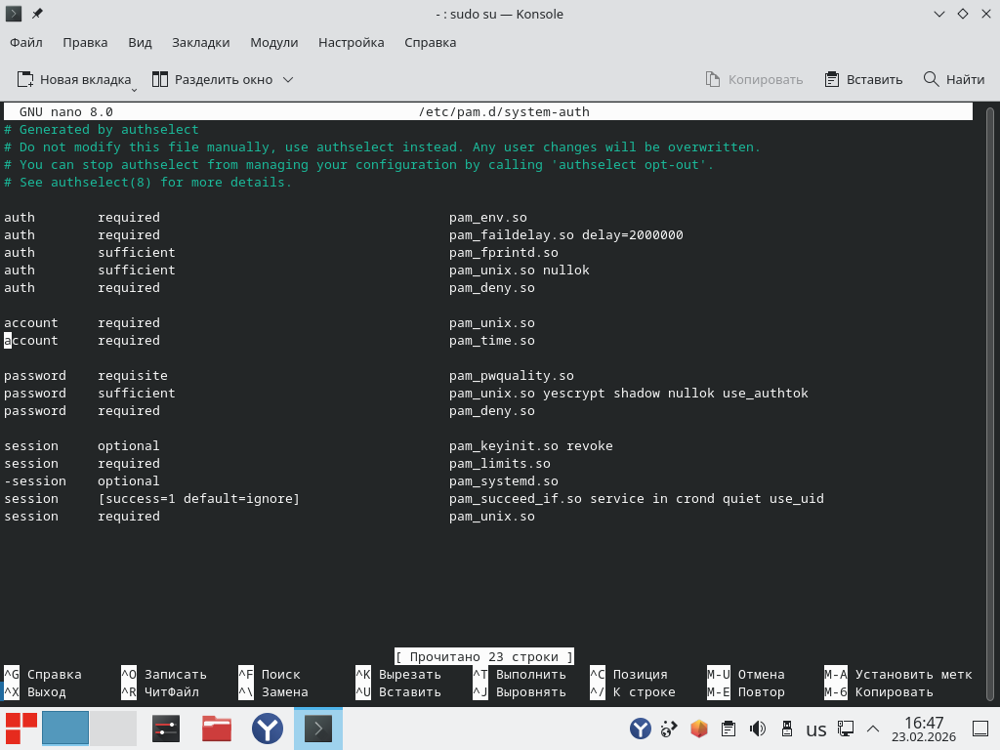 - : sudo su — Konsole
Файл Правка Вид Закладки Модули Настройка Справка
Новая вкладка Разделить окно Копировать Вставить Найти
GNU nano 8.0 /etc/pam.d/system-auth
# Generated by authselect
# Do not modify this file manually, use authselect instead. Any user changes will be overwritten.
# You can stop authselect from managing your configuration by calling 'authselect opt-out'.
# See authselect(8) for more details.
auth required pam_env.so
auth required pam_faildelay.so delay=2000000
auth sufficient pam_fprintd.so
auth sufficient pam_unix.so nullok
auth required pam_deny.so
account required pam_unix.so
account required pam_time.so
password requisite pam_pwquality.so
password sufficient pam_unix.so yescrypt shadow nullok use_authtok
password required pam_deny.so
session optional pam_keyinit.so revoke
session required pam_limits.so
-session optional pam_systemd.so
session [success=1 default=ignore] pam_succeed_if.so service in crond quiet use_uid
session required pam_unix.so
[ Прочитано 23 строки ]
^G Справка ^O Записать ^F Поиск ^K Вырезать ^T Выполнить ^C Позиция M-U Отмена M-A Установить метк
^X Выход ^R ЧитФайл ^\ Замена ^U Вставить ^J Выровнять ^/ К строке M-E Повтор M-6 Копировать
us 16:47
23.02.2026